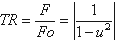 TR = F/Fo = |1/(1-u²)|